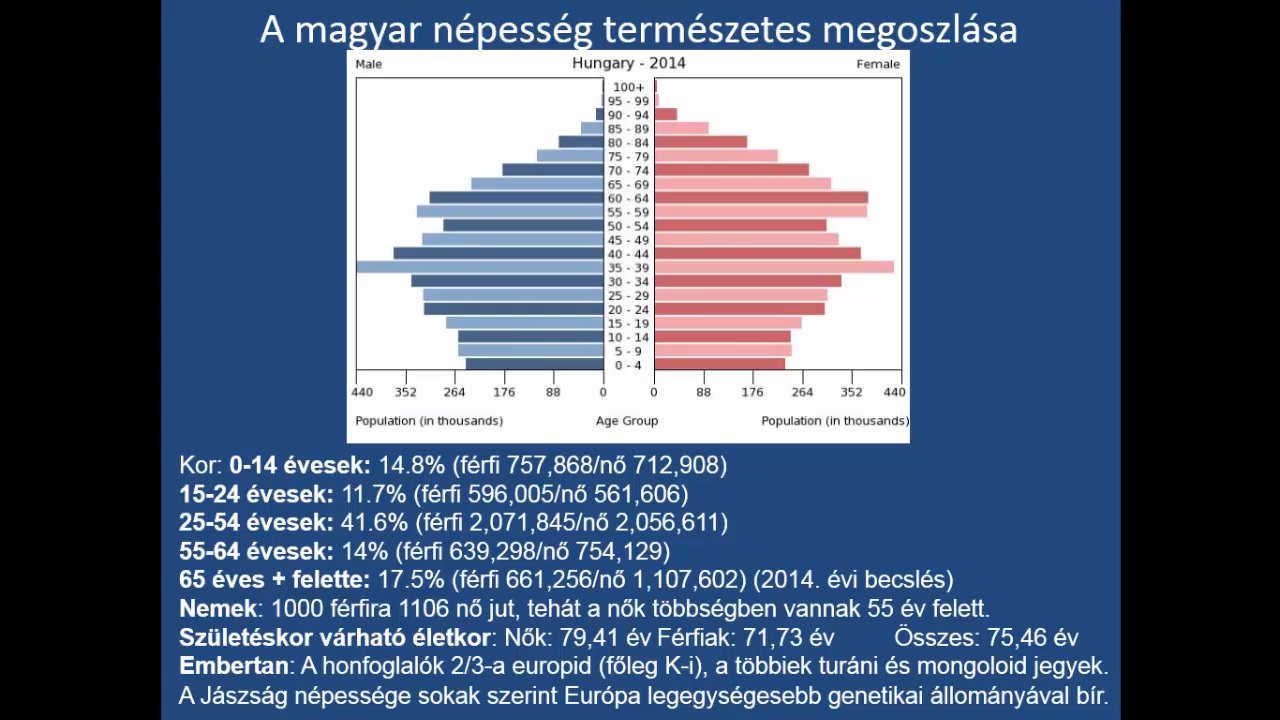 A magyar népesség természetes megoszlása
Male Hungary - 2014 Female
100+
95 - 99
90 - 94
85 - 89
80 - 84
75 - 79
70 - 74
65 - 69
60 - 64
55 - 59
50 - 54
45 - 49
40 - 44
35 - 39
30 - 34
25 - 29
20 - 24
15 - 19
10 - 14
5 - 9
0 - 4
440 352 264 176 88 0 0 88 176 264 352 440
Population (in thousands) Age Group Population (in thousands)
Kor: 0-14 évesek: 14.8% (férfi 757,868/nő 712,908)
15-24 évesek: 11.7% (férfi 596,005/nő 561,606)
25-54 évesek: 41.6% (férfi 2,071,845/nő 2,056,611)
55-64 évesek: 14% (férfi 639,298/nő 754,129)
65 éves + felette: 17.5% (férfi 661,256/nő 1,107,602) (2014. évi becslés)
Nemek: 1000 férfira 1106 nő jut, tehát a nők többségben vannak 55 év felett.
Születéskor várható életkor: Nők: 79,41 év Férfiak: 71,73 év Összes: 75,46 év
Embertan: A honfoglalók 2/3-a europid (főleg K-i), a többiek turáni és mongoloid jegyek.
A Jászság népessége sokak szerint Európa legegységesebb genetikai állományával bír.